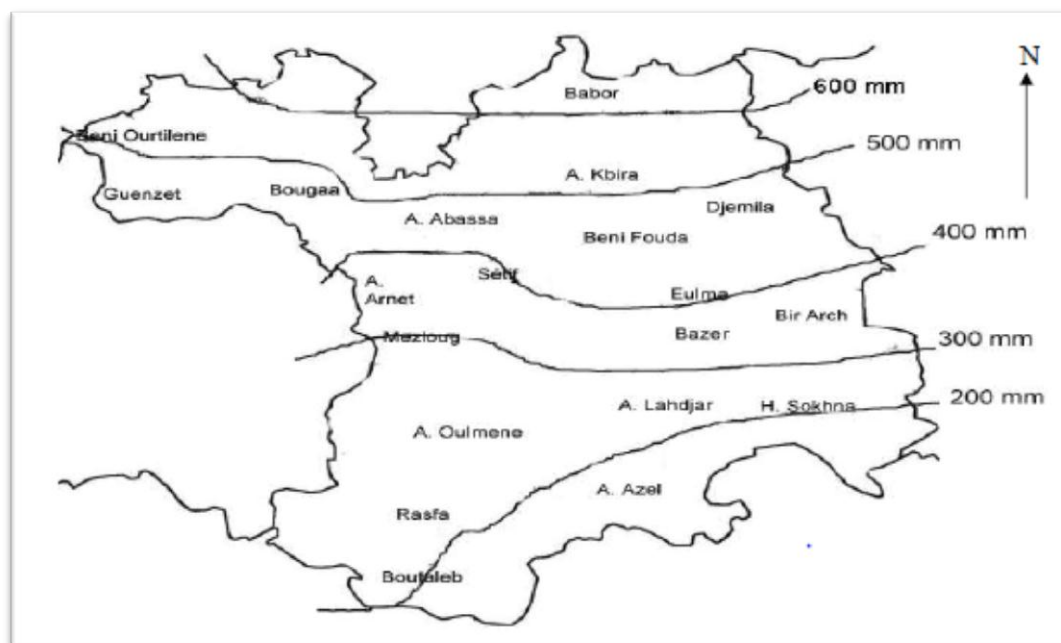 N
Babor
600 mm
Beni Ourtilene
500 mm
A. Kbira
Bougaa
Guenzet
Djemila
A. Abassa
400 mm
Beni Fouda
Sétif
A.
Arnet
Eulma
Bir Arch
Bazer
Mezloug
300 mm
200 mm
A. Lahdjar
H. Sokhna
A. Oulmene
A. Azel
Rasfa
Boutaleb